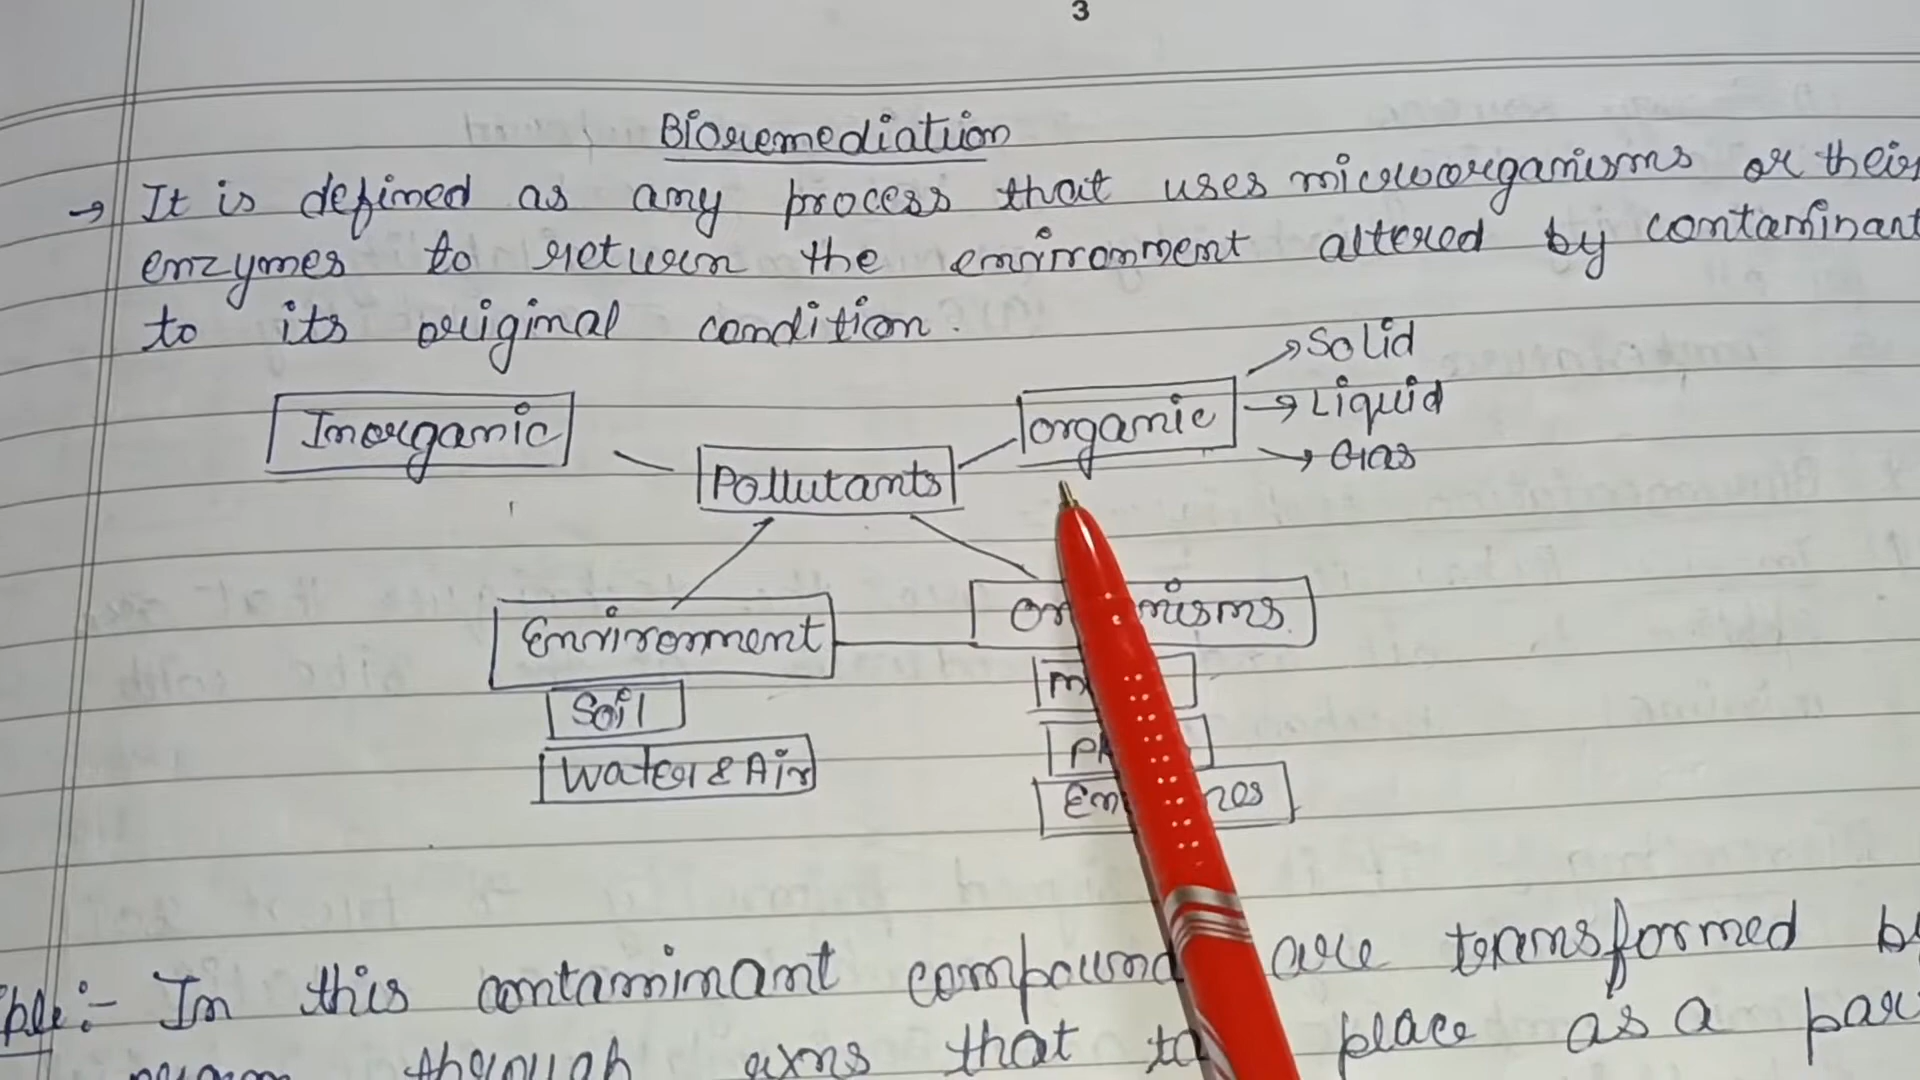 3
Bioremediation
→ It is defined as any process that uses microorganisms or their
enzymes to return the environment altered by contaminant
to its original condition.
→ Solid
Inorganic
organic → Liquid
→ Gas
Pollutants
Environment
Soil
Water & Air
:- In this contaminant compound are transformed
that place as a